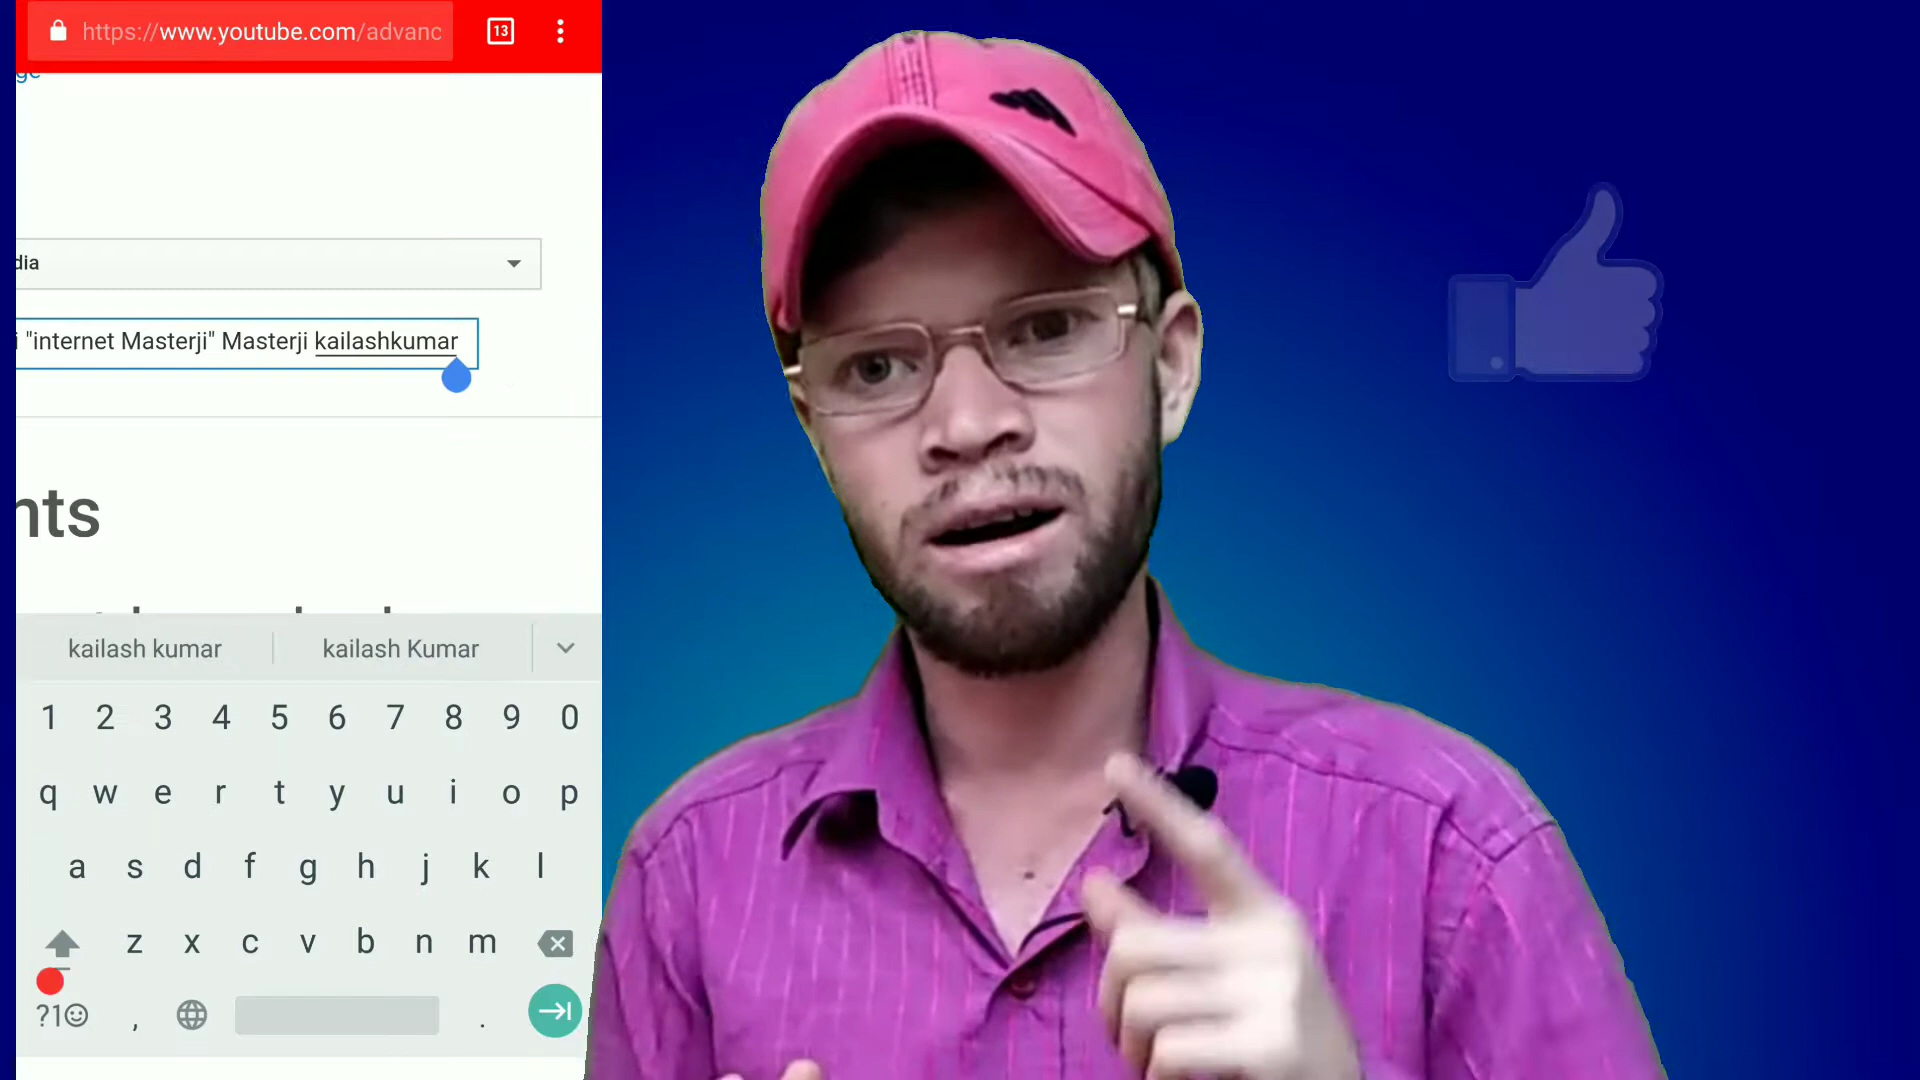 https://www.youtube.com/advanc
13
ge
dia
i "internet Masterji" Masterji kailashkumar
nts
kailash kumar kailash Kumar
1 2 3 4 5 6 7 8 9 0
q w e r t y u i o p
a s d f g h j k l
z x c v b n m
?1☺ , .